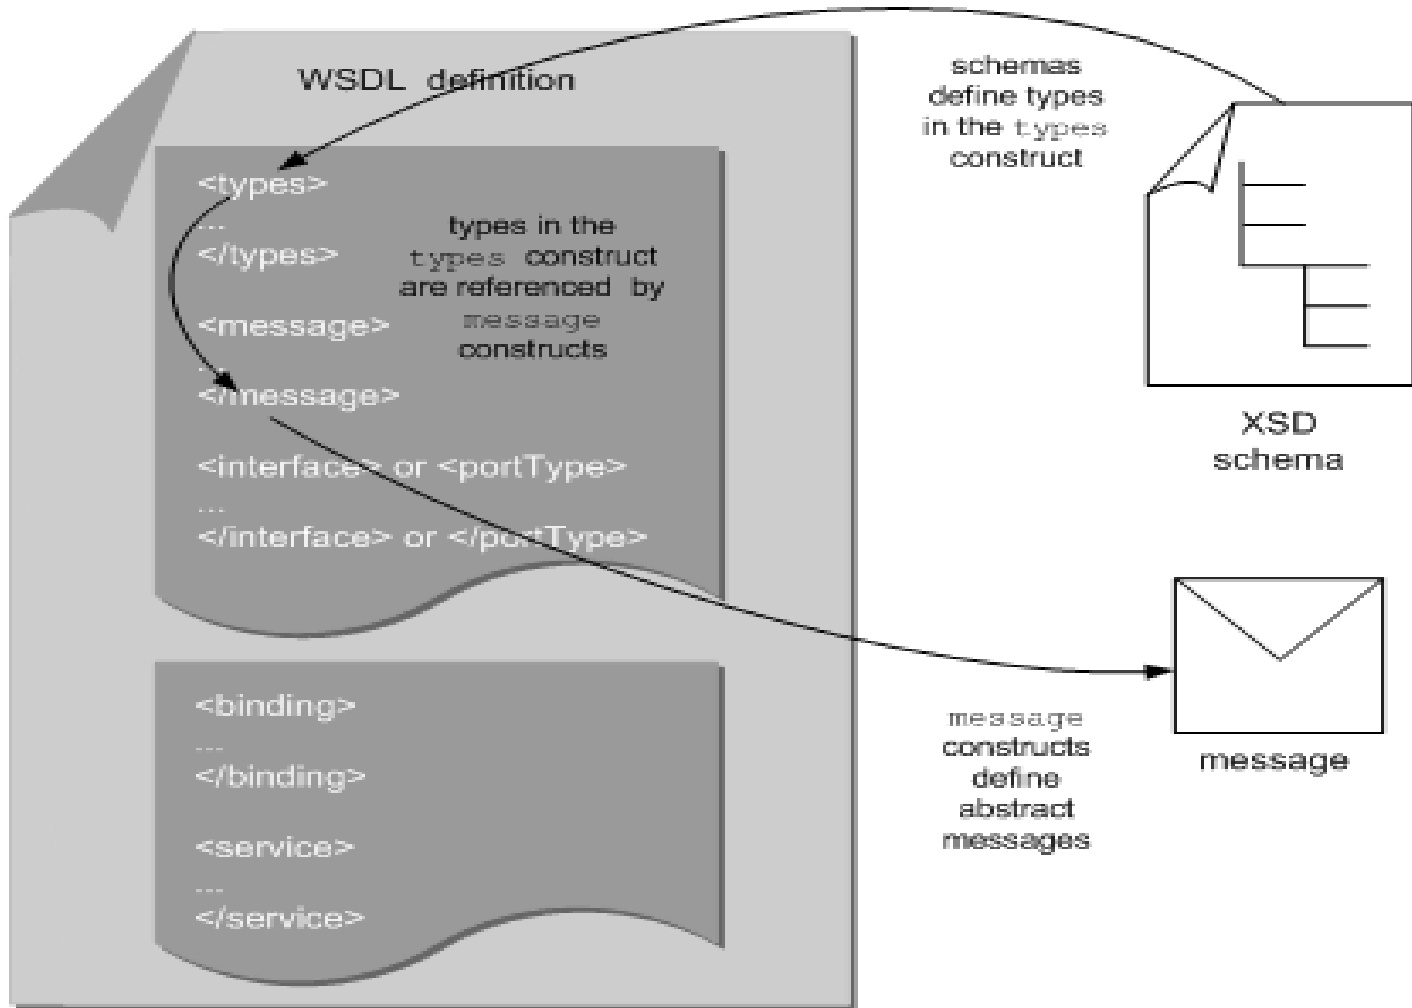 WSDL definition
<types>
...
</types>
types in the
types construct
are referenced by
message
constructs
<message>
...
</message>
<interface> or <portType>
...
</interface> or </portType>
<binding>
...
</binding>
<service>
...
</service>
schemas
define types
in the types
construct
XSD
schema
message
constructs
define
abstract
messages
message